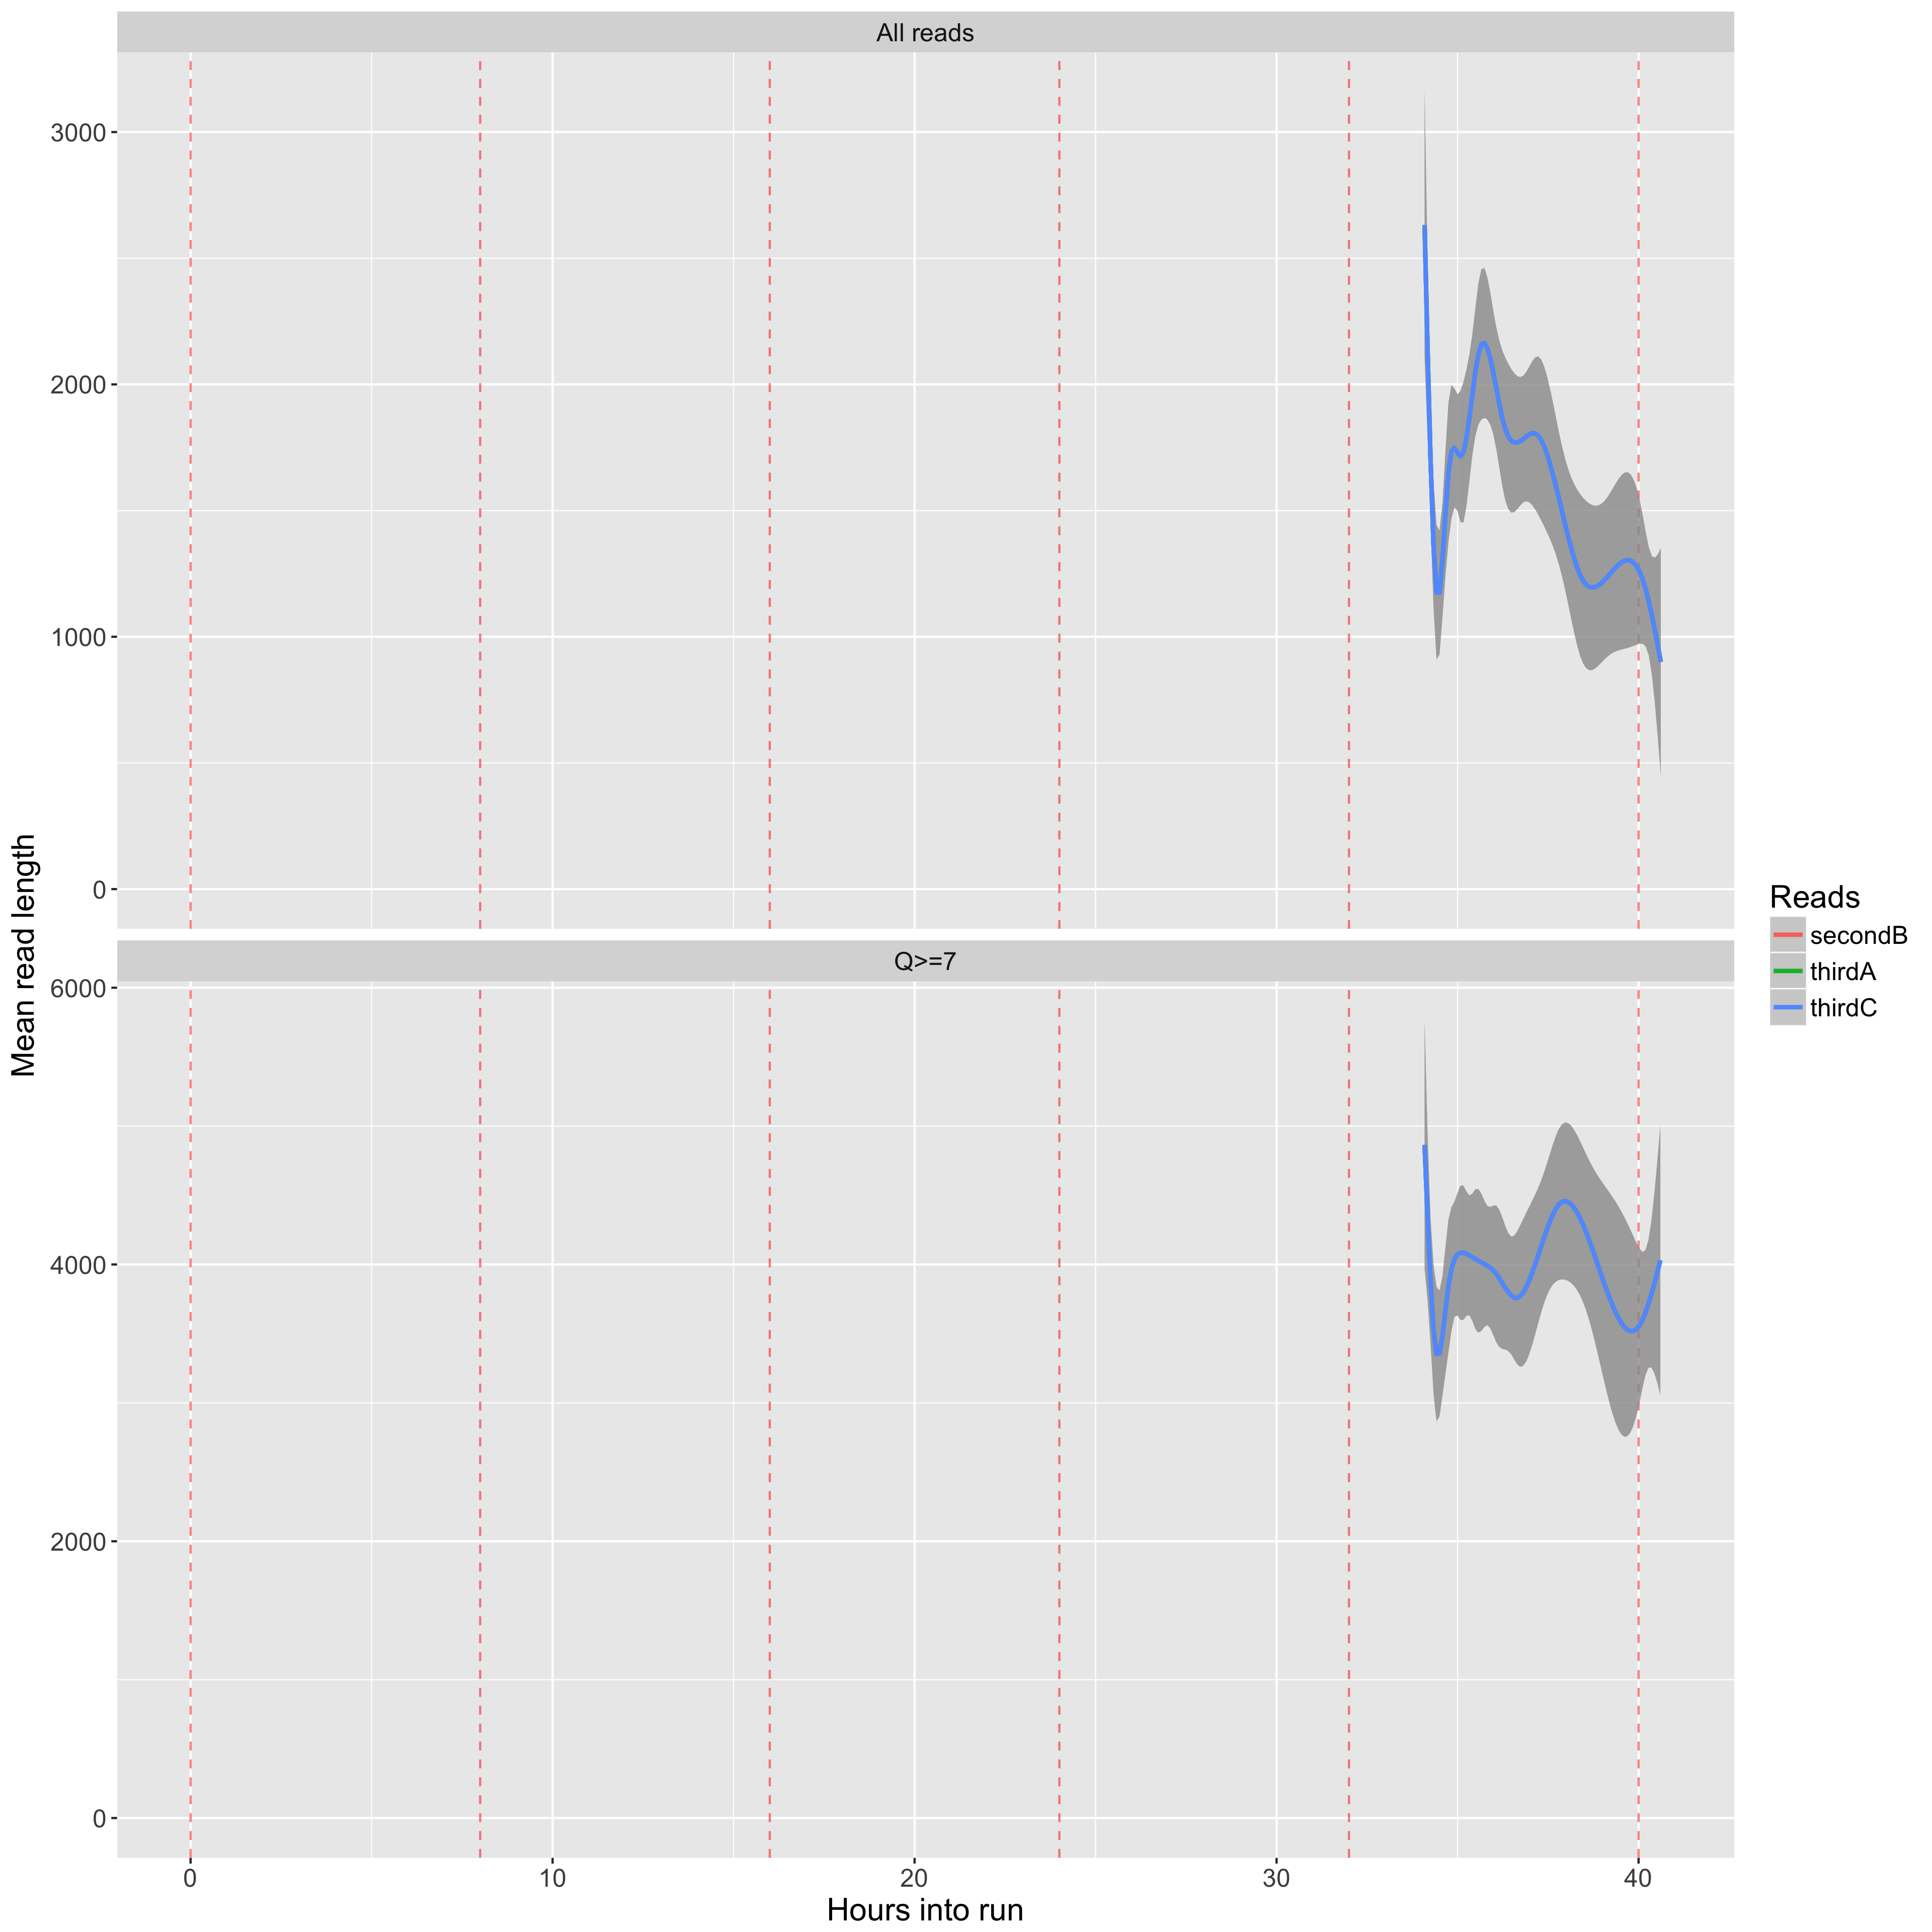 All reads
3000
2000
1000
0
Mean read length
Q>=7
6000
4000
2000
0
0 10 20 30 40
Hours into run
Reads
secondB
thirdA
thirdC